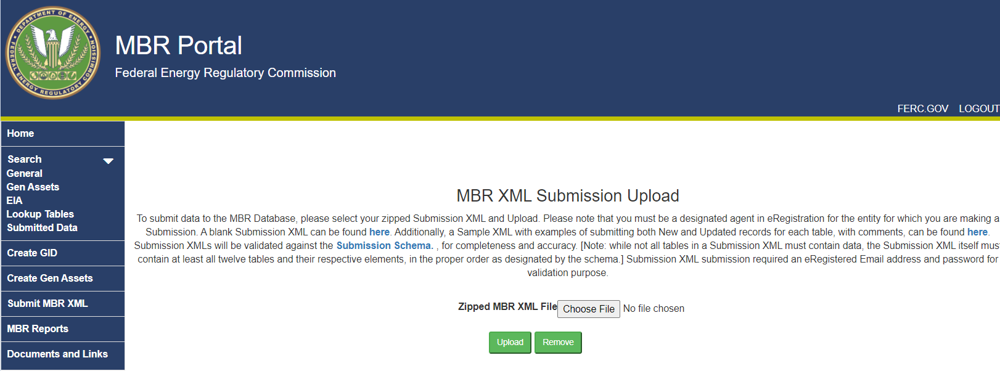 DEPARTMENT OF ENERGY
FEDERAL ENERGY REGULATORY COMMISSION
MBR Portal
Federal Energy Regulatory Commission
FERC.GOV LOGOUT
Home
Search
General
Gen Assets
EIA
Lookup Tables
Submitted Data
Create GID
Create Gen Assets
Submit MBR XML
MBR Reports
Documents and Links
MBR XML Submission Upload
To submit data to the MBR Database, please select your zipped Submission XML and Upload. Please note that you must be a designated agent in eRegistration for the entity for which you are making a
Submission. A blank Submission XML can be found here. Additionally, a Sample XML with examples of submitting both New and Updated records for each table, with comments, can be found here.
Submission XMLs will be validated against the Submission Schema. , for completeness and accuracy. [Note: while not all tables in a Submission XML must contain data, the Submission XML itself mus
contain at least all twelve tables and their respective elements, in the proper order as designated by the schema.] Submission XML submission required an eRegistered Email address and password for
validation purpose.
Zipped MBR XML File Choose File No file chosen
Upload Remove